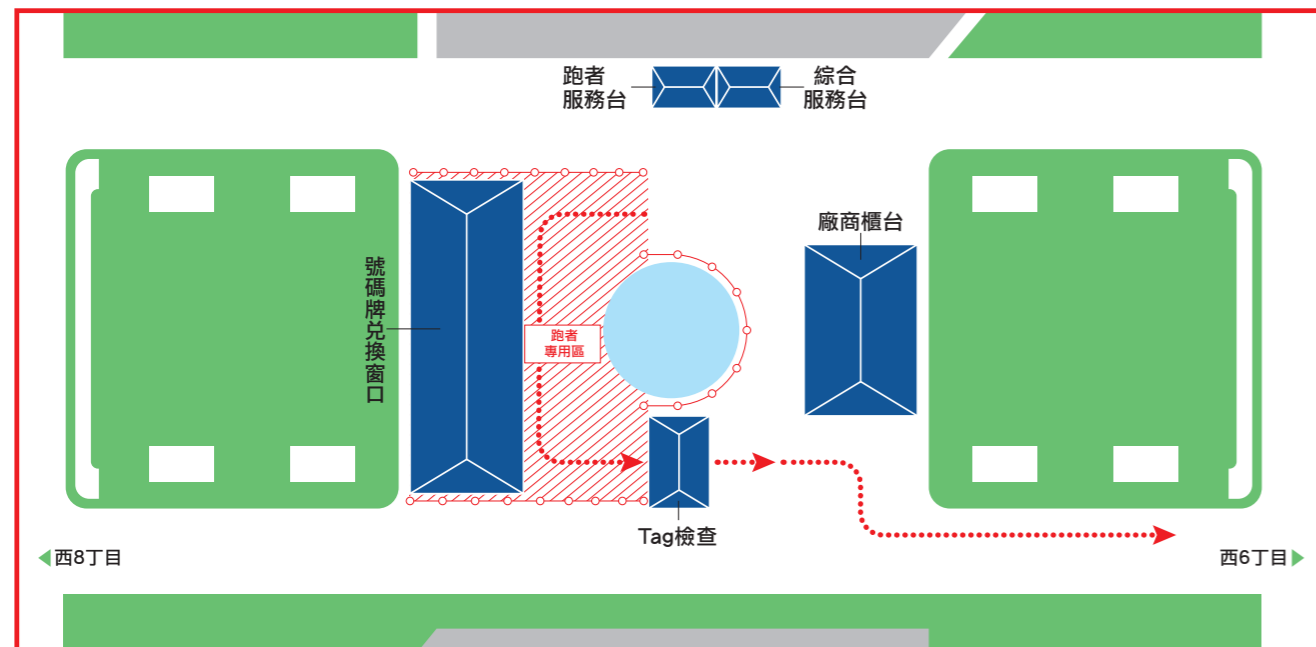 跑者
服務台
綜合
服務台
廠商櫃台
號碼牌兌換窗口
跑者
專用區
Tag檢查
西8丁目
西6丁目